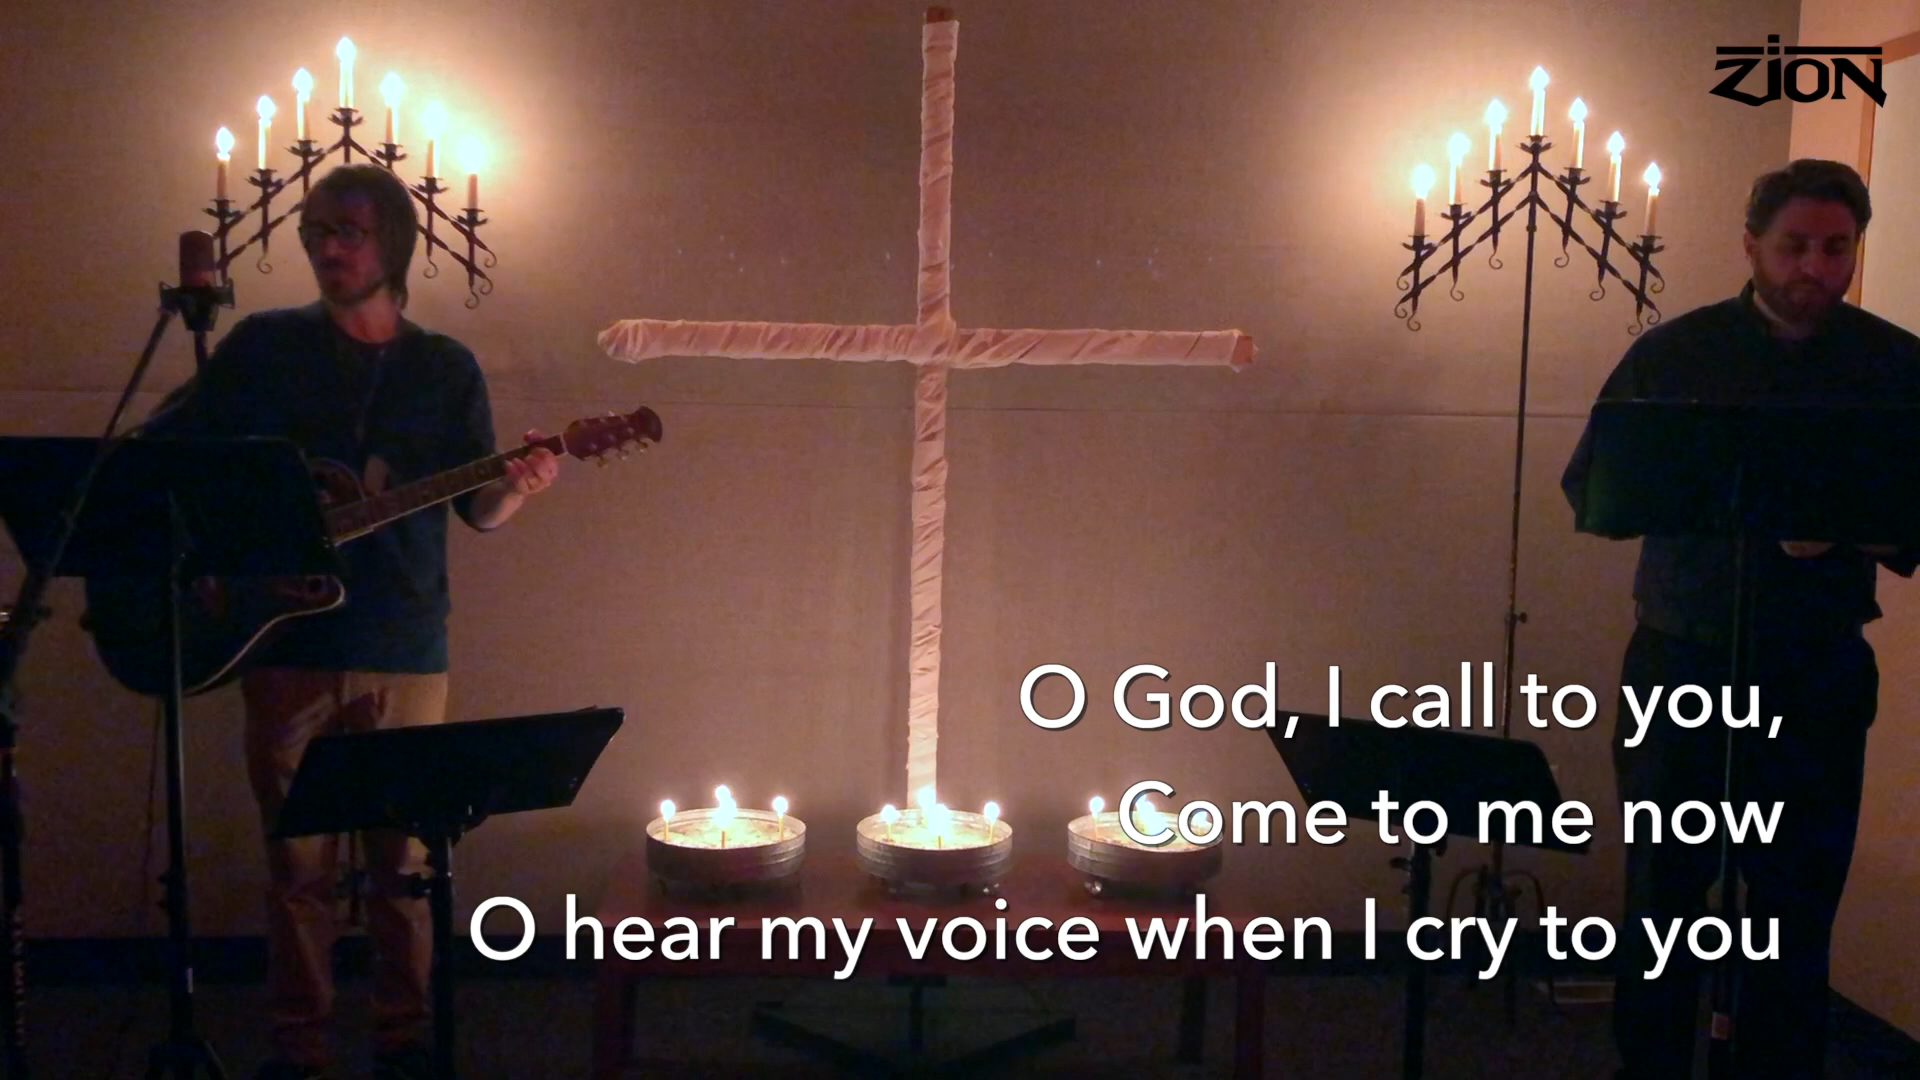 ZION
O God, I call to you,
Come to me now
O hear my voice when I cry to you